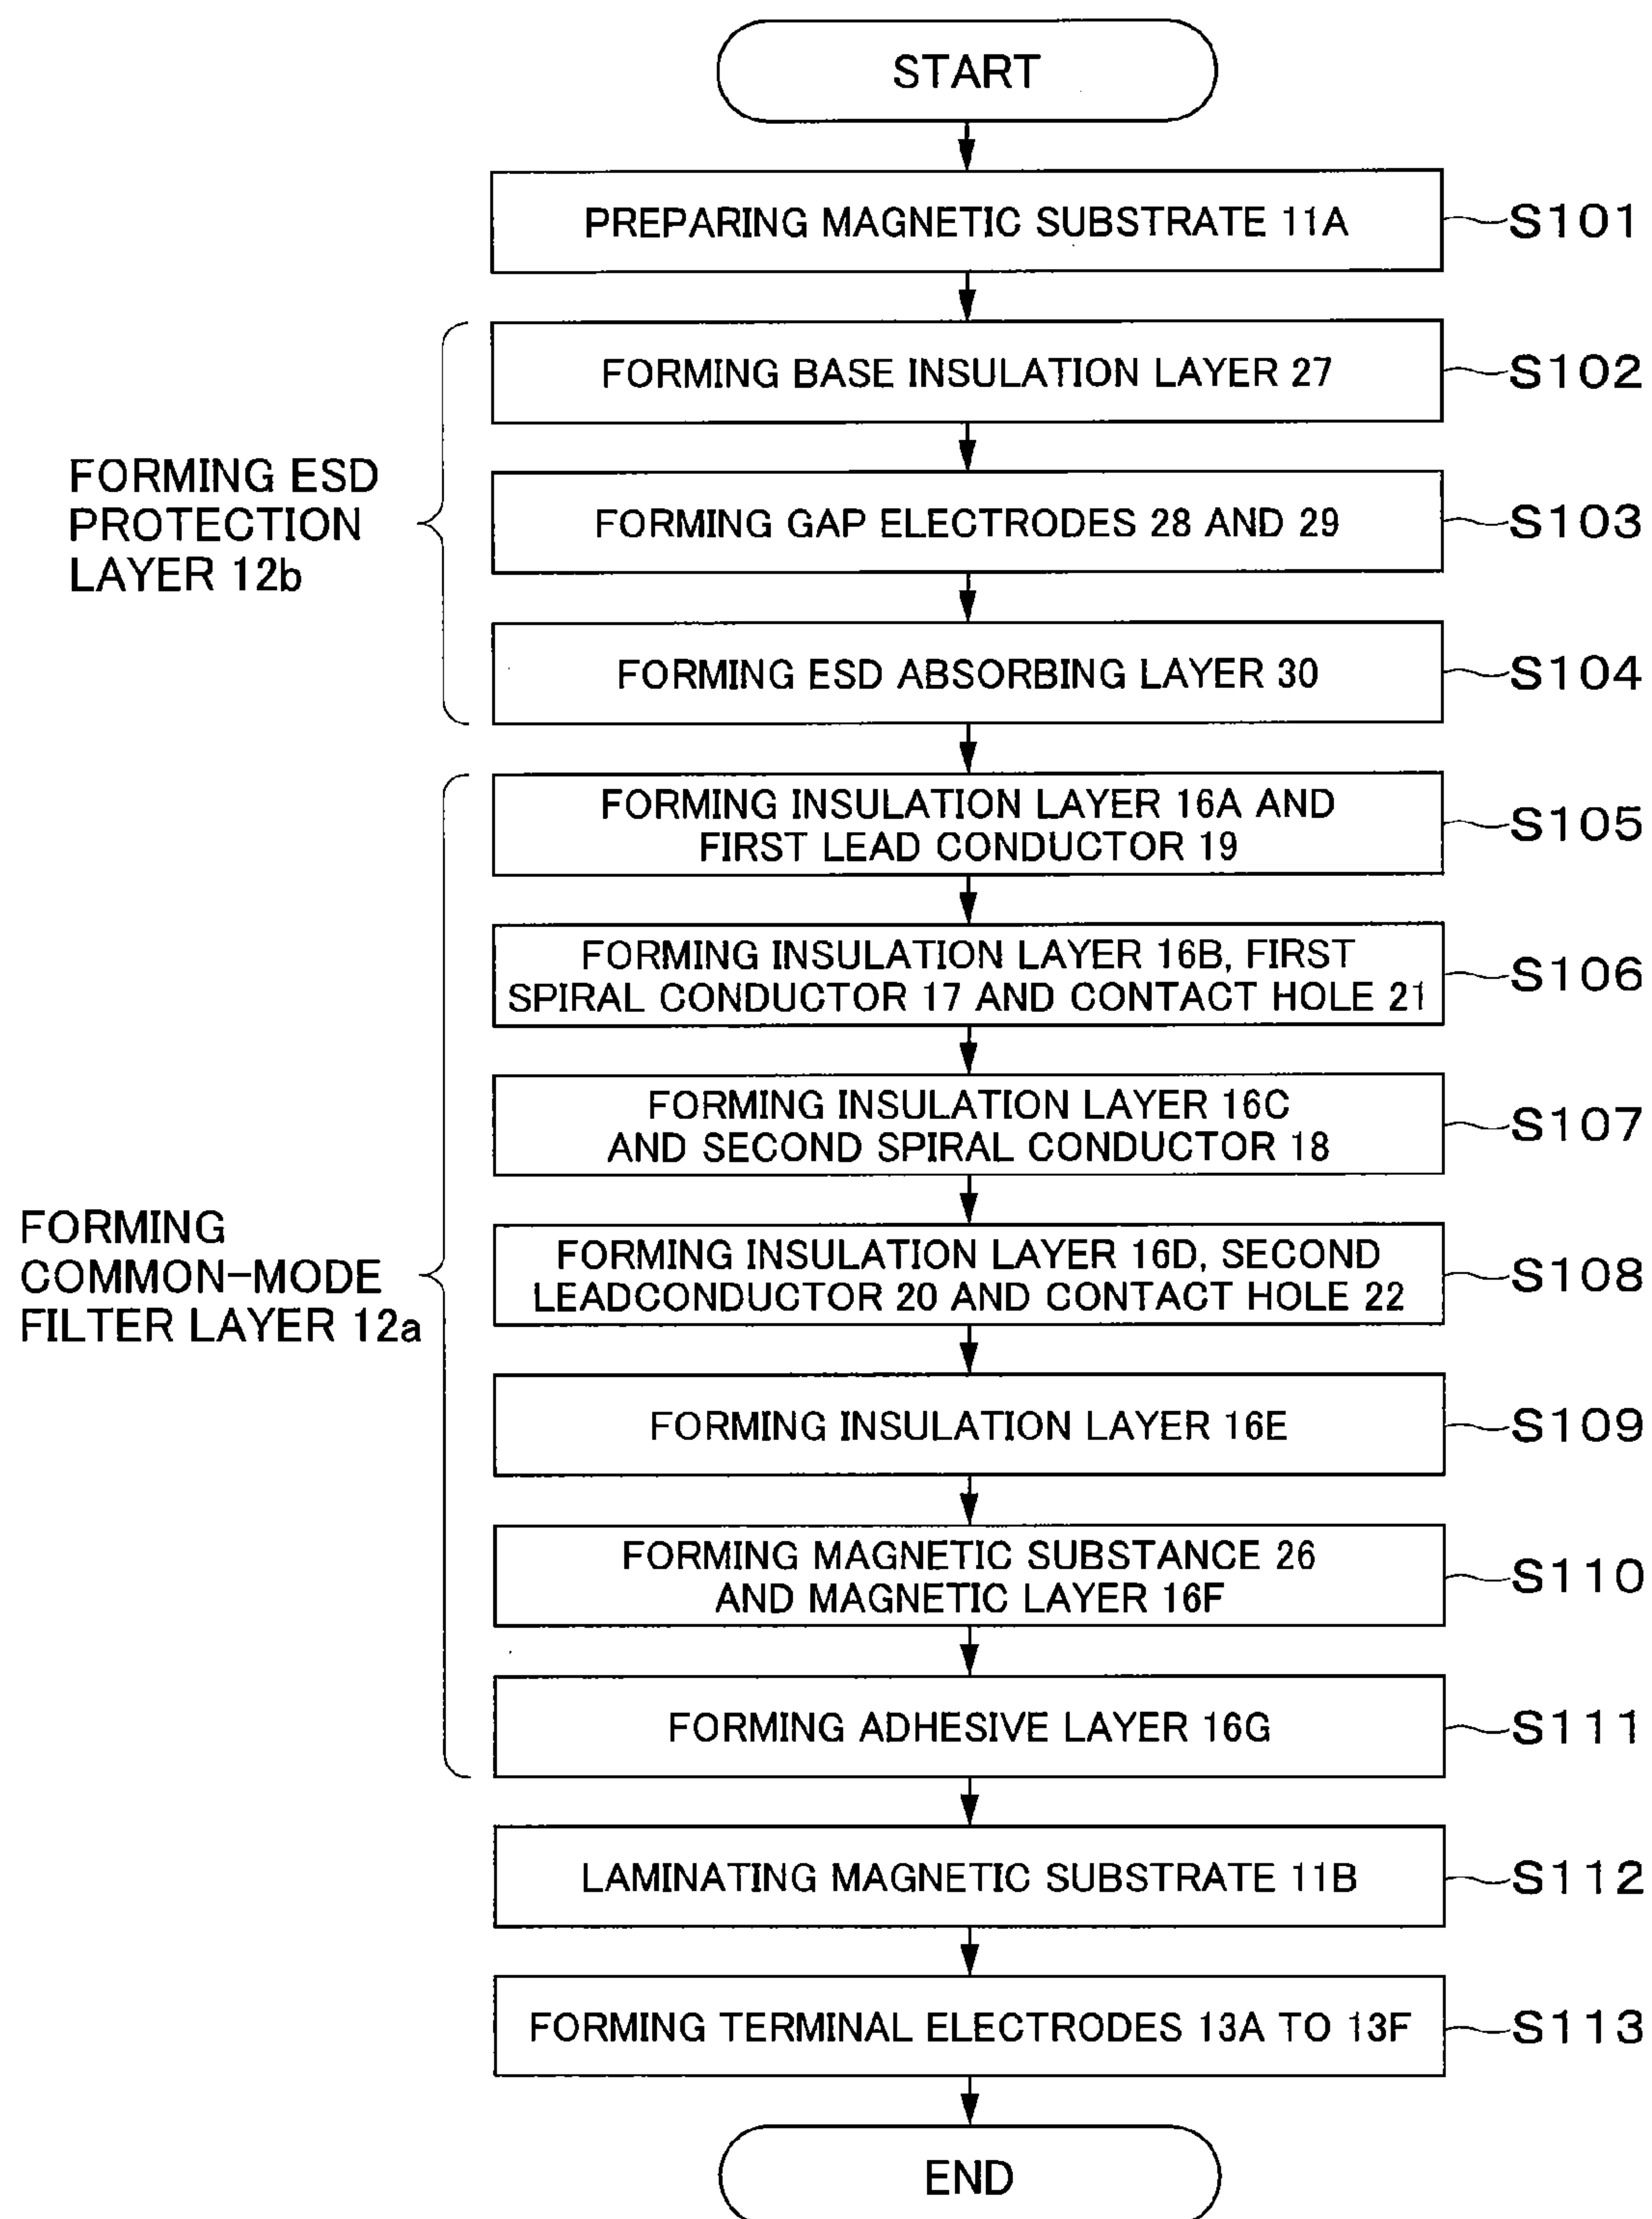 START
PREPARING MAGNETIC SUBSTRATE 11A
S101
FORMING ESD
PROTECTION
LAYER 12b
FORMING BASE INSULATION LAYER 27
S102
FORMING GAP ELECTRODES 28 AND 29
S103
FORMING ESD ABSORBING LAYER 30
S104
FORMING
COMMON-MODE
FILTER LAYER 12a
FORMING INSULATION LAYER 16A AND
FIRST LEAD CONDUCTOR 19
S105
FORMING INSULATION LAYER 16B, FIRST
SPIRAL CONDUCTOR 17 AND CONTACT HOLE 21
S106
FORMING INSULATION LAYER 16C
AND SECOND SPIRAL CONDUCTOR 18
S107
FORMING INSULATION LAYER 16D, SECOND
LEADCONDUCTOR 20 AND CONTACT HOLE 22
S108
FORMING INSULATION LAYER 16E
S109
FORMING MAGNETIC SUBSTANCE 26
AND MAGNETIC LAYER 16F
S110
FORMING ADHESIVE LAYER 16G
S111
LAMINATING MAGNETIC SUBSTRATE 11B
S112
FORMING TERMINAL ELECTRODES 13A TO 13F
S113
END